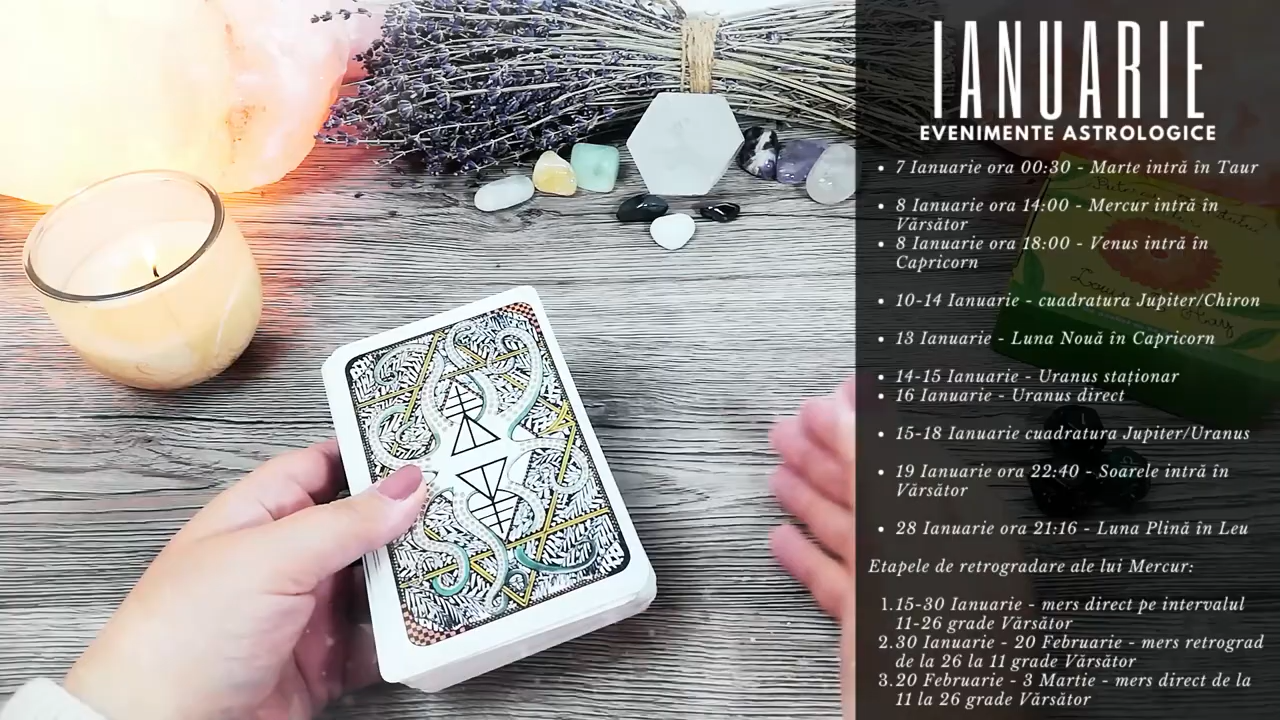 IANUARIE
EVENIMENTE ASTROLOGICE
• 7 Ianuarie ora 00:30 - Marte intră în Taur
• 8 Ianuarie ora 14:00 - Mercur intră în
Vărsător
• 8 Ianuarie ora 18:00 - Venus intră în
Capricorn
• 10-14 Ianuarie - cuadratura Jupiter/Chiron
• 13 Ianuarie - Luna Nouă în Capricorn
• 14-15 Ianuarie - Uranus staționar
• 16 Ianuarie - Uranus direct
• 15-18 Ianuarie cuadratura Jupiter/Uranus
• 19 Ianuarie ora 22:40 - Soarele intră în
Vărsător
• 28 Ianuarie ora 21:16 - Luna Plină în Leu
Etapele de retrogradare ale lui Mercur:
1. 15-30 Ianuarie - mers direct pe intervalul
11-26 grade Vărsător
2. 30 Ianuarie - 20 Februarie - mers retrograd
de la 26 la 11 grade Vărsător
3. 20 Februarie - 3 Martie - mers direct de la
11 la 26 grade Vărsător